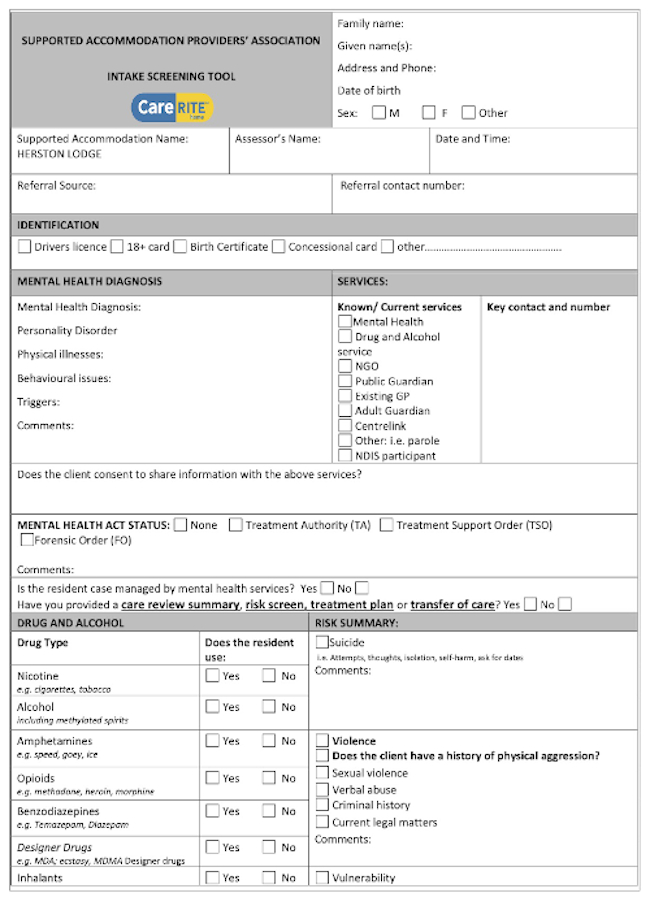 SUPPORTED ACCOMMODATION PROVIDERS' ASSOCIATION
INTAKE SCREENING TOOL
Care RITE
home
Family name:
Given name(s):
Address and Phone:
Date of birth
Sex: M F Other
Supported Accommodation Name:
HERSTON LODGE
Assessor's Name:
Date and Time:
Referral Source:
Referral contact number:
IDENTIFICATION
Drivers licence 18+ card Birth Certificate Concessional card other……………………………………………
MENTAL HEALTH DIAGNOSIS
Mental Health Diagnosis:
Personality Disorder
Physical illnesses:
Behavioural issues:
Triggers:
Comments:
SERVICES:
Known/ Current services
Mental Health
Drug and Alcohol
service
NGO
Public Guardian
Existing GP
Adult Guardian
Centrelink
Other: i.e. parole
NDIS participant
Key contact and number
Does the client consent to share information with the above services?
MENTAL HEALTH ACT STATUS: None Treatment Authority (TA) Treatment Support Order (TSO)
Forensic Order (FO)
Comments:
Is the resident case managed by mental health services? Yes No
Have you provided a care review summary, risk screen, treatment plan or transfer of care? Yes No
DRUG AND ALCOHOL
Drug Type
Does the resident
use:
Nicotine
e.g. cigarettes, tobacco
Yes No
Alcohol
including methylated spirits
Yes No
Amphetamines
e.g. speed, goey, ice
Yes No
Opioids
e.g. methadone, heroin, morphine
Yes No
Benzodiazepines
e.g. Temazepam, Diazepam
Yes No
Designer Drugs
e.g. MDA; ecstasy, MDMA Designer drugs
Yes No
Inhalants
Yes No
RISK SUMMARY:
Suicide
i.e. Attempts, thoughts, isolation, self-harm, ask for dates
Comments:
Violence
Does the client have a history of physical aggression?
Sexual violence
Verbal abuse
Criminal history
Current legal matters
Comments:
Vulnerability